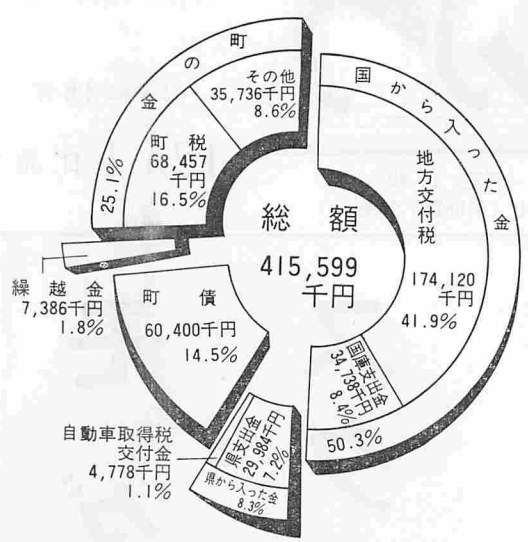 総額
415,599
千円
国から入った金
50.3%
地方交付税
174,120
千円
41.9%
国庫支出金
34,738千円
8.4%
県から入った金
8.3%
県支出金
29,984千円
7.2%
自動車取得税
交付金
4,778千円
1.1%
町債
60,400千円
14.5%
繰越金
7,386千円
1.8%
町の金
25.1%
町税
68,457
千円
16.5%
その他
35,736千円
8.6%